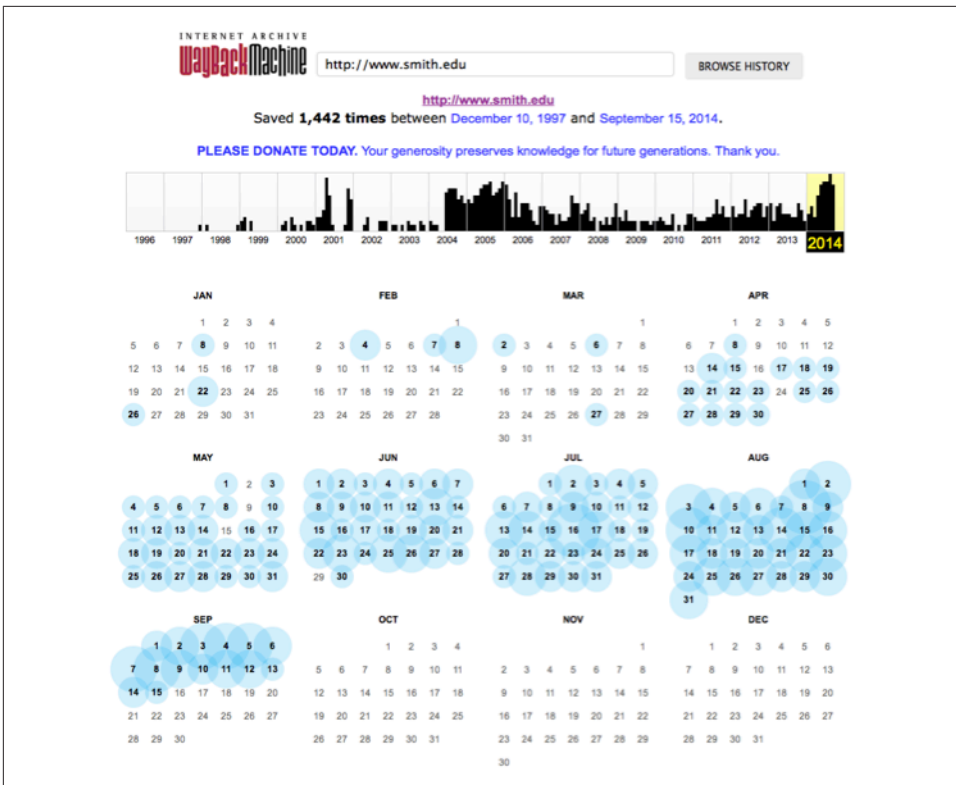 INTERNET ARCHIVE
WayBackMachine
http://www.smith.edu
BROWSE HISTORY
http://www.smith.edu
Saved 1,442 times between December 10, 1997 and September 15, 2014.
PLEASE DONATE TODAY. Your generosity preserves knowledge for future generations. Thank you.
1996 1997 1998 1999 2000 2001 2002 2003 2004 2005 2006 2007 2008 2009 2010 2011 2012 2013 2014
JAN FEB MAR APR
1 2 3 4 1 1 1 2 3 4 5
5 6 7 8 9 10 11 2 3 4 5 6 7 8 2 3 4 5 6 7 8 6 7 8 9 10 11 12
12 13 14 15 16 17 18 9 10 11 12 13 14 15 9 10 11 12 13 14 15 13 14 15 16 17 18 19
19 20 21 22 23 24 25 16 17 18 19 20 21 22 16 17 18 19 20 21 22 20 21 22 23 24 25 26
26 27 28 29 30 31 23 24 25 26 27 28 23 24 25 26 27 28 29 27 28 29 30
30 31
MAY JUN JUL AUG
1 2 3 1 2 3 4 5 6 7 1 2 3 4 5 1 2
4 5 6 7 8 9 10 8 9 10 11 12 13 14 6 7 8 9 10 11 12 3 4 5 6 7 8 9
11 12 13 14 15 16 17 15 16 17 18 19 20 21 13 14 15 16 17 18 19 10 11 12 13 14 15 16
18 19 20 21 22 23 24 22 23 24 25 26 27 28 20 21 22 23 24 25 26 17 18 19 20 21 22 23
25 26 27 28 29 30 31 29 30 27 28 29 30 31 24 25 26 27 28 29 30
31
SEP OCT NOV DEC
1 2 3 4 5 6 1 2 3 4 1 1 2 3 4 5 6
7 8 9 10 11 12 13 5 6 7 8 9 10 11 2 3 4 5 6 7 8 7 8 9 10 11 12 13
14 15 16 17 18 19 20 12 13 14 15 16 17 18 9 10 11 12 13 14 15 14 15 16 17 18 19 20
21 22 23 24 25 26 27 19 20 21 22 23 24 25 16 17 18 19 20 21 22 21 22 23 24 25 26 27
28 29 30 26 27 28 29 30 31 23 24 25 26 27 28 29 28 29 30 31
30